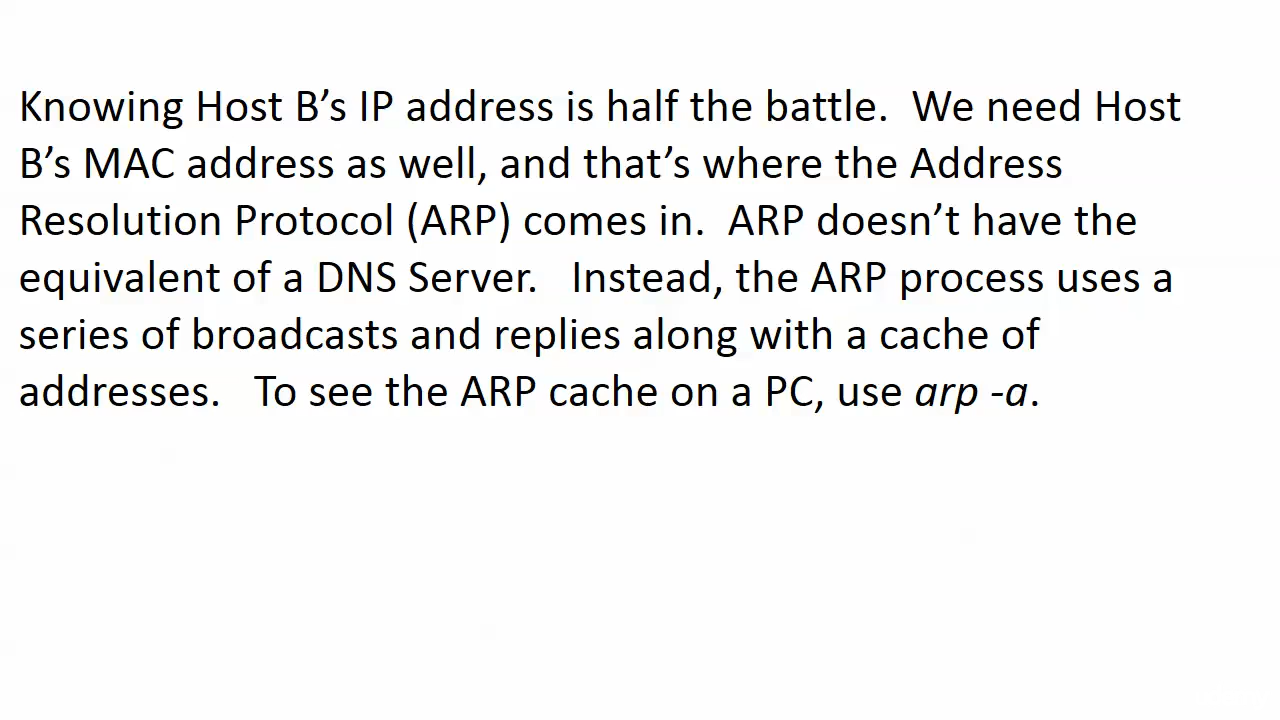 Knowing Host B’s IP address is half the battle.  We need Host
B’s MAC address as well, and that’s where the Address
Resolution Protocol (ARP) comes in.  ARP doesn’t have the
equivalent of a DNS Server.   Instead, the ARP process uses a
series of broadcasts and replies along with a cache of
addresses.   To see the ARP cache on a PC, use arp -a.